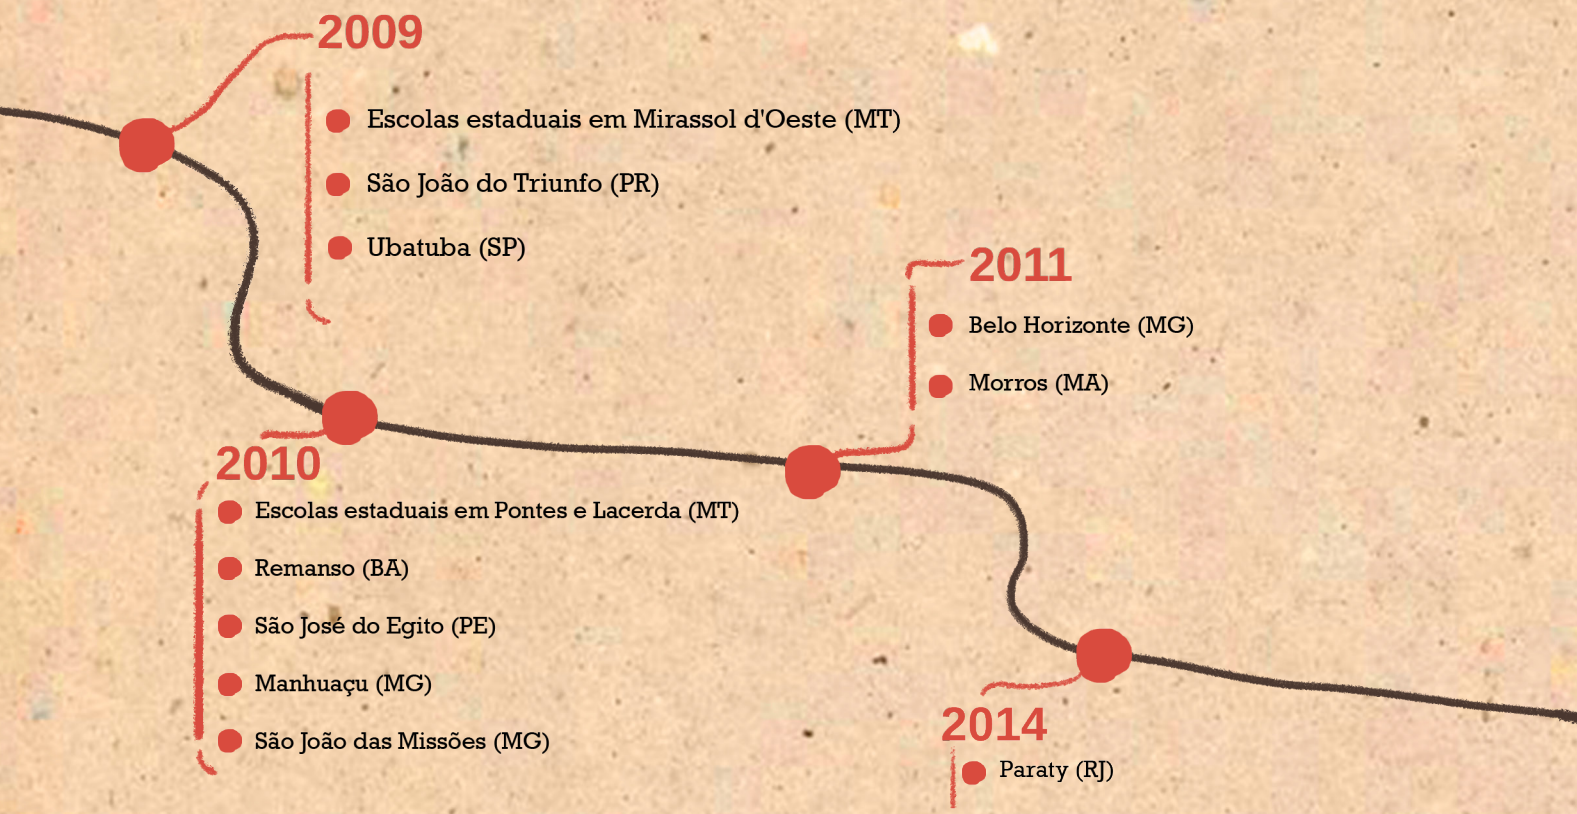 2009
Escolas estaduais em Mirassol d'Oeste (MT)
São João do Triunfo (PR)
Ubatuba (SP)
2010
Escolas estaduais em Pontes e Lacerda (MT)
Remanso (BA)
São José do Egito (PE)
Manhuaçu (MG)
São João das Missões (MG)
2011
Belo Horizonte (MG)
Morros (MA)
2014
Paraty (RJ)